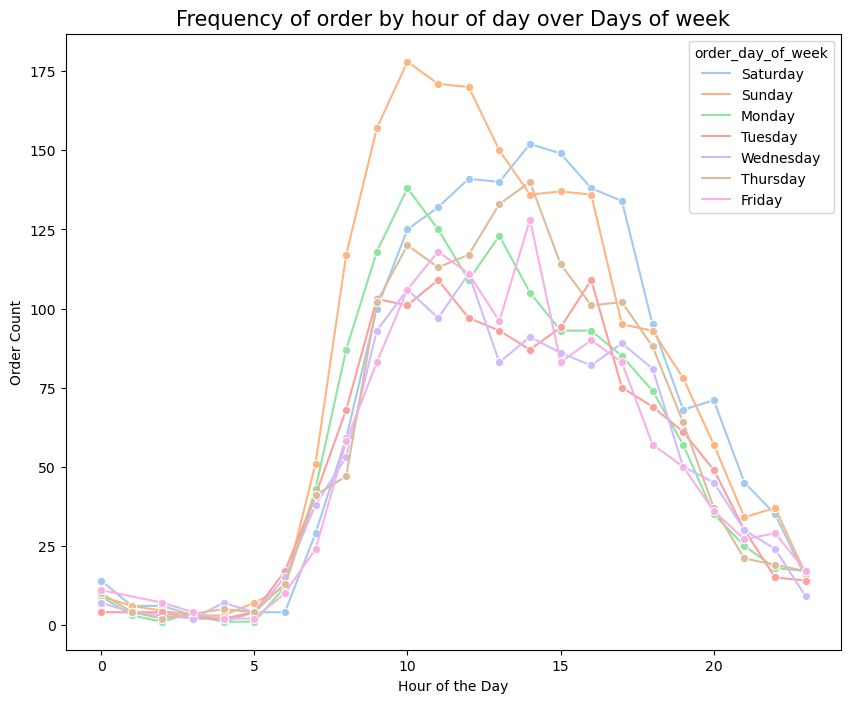 Frequency of order by hour of day over Days of week
order_day_of_week
Saturday
Sunday
Monday
Tuesday
Wednesday
Thursday
Friday
Order Count
175
150
125
100
75
50
25
0
0 5 10 15 20
Hour of the Day